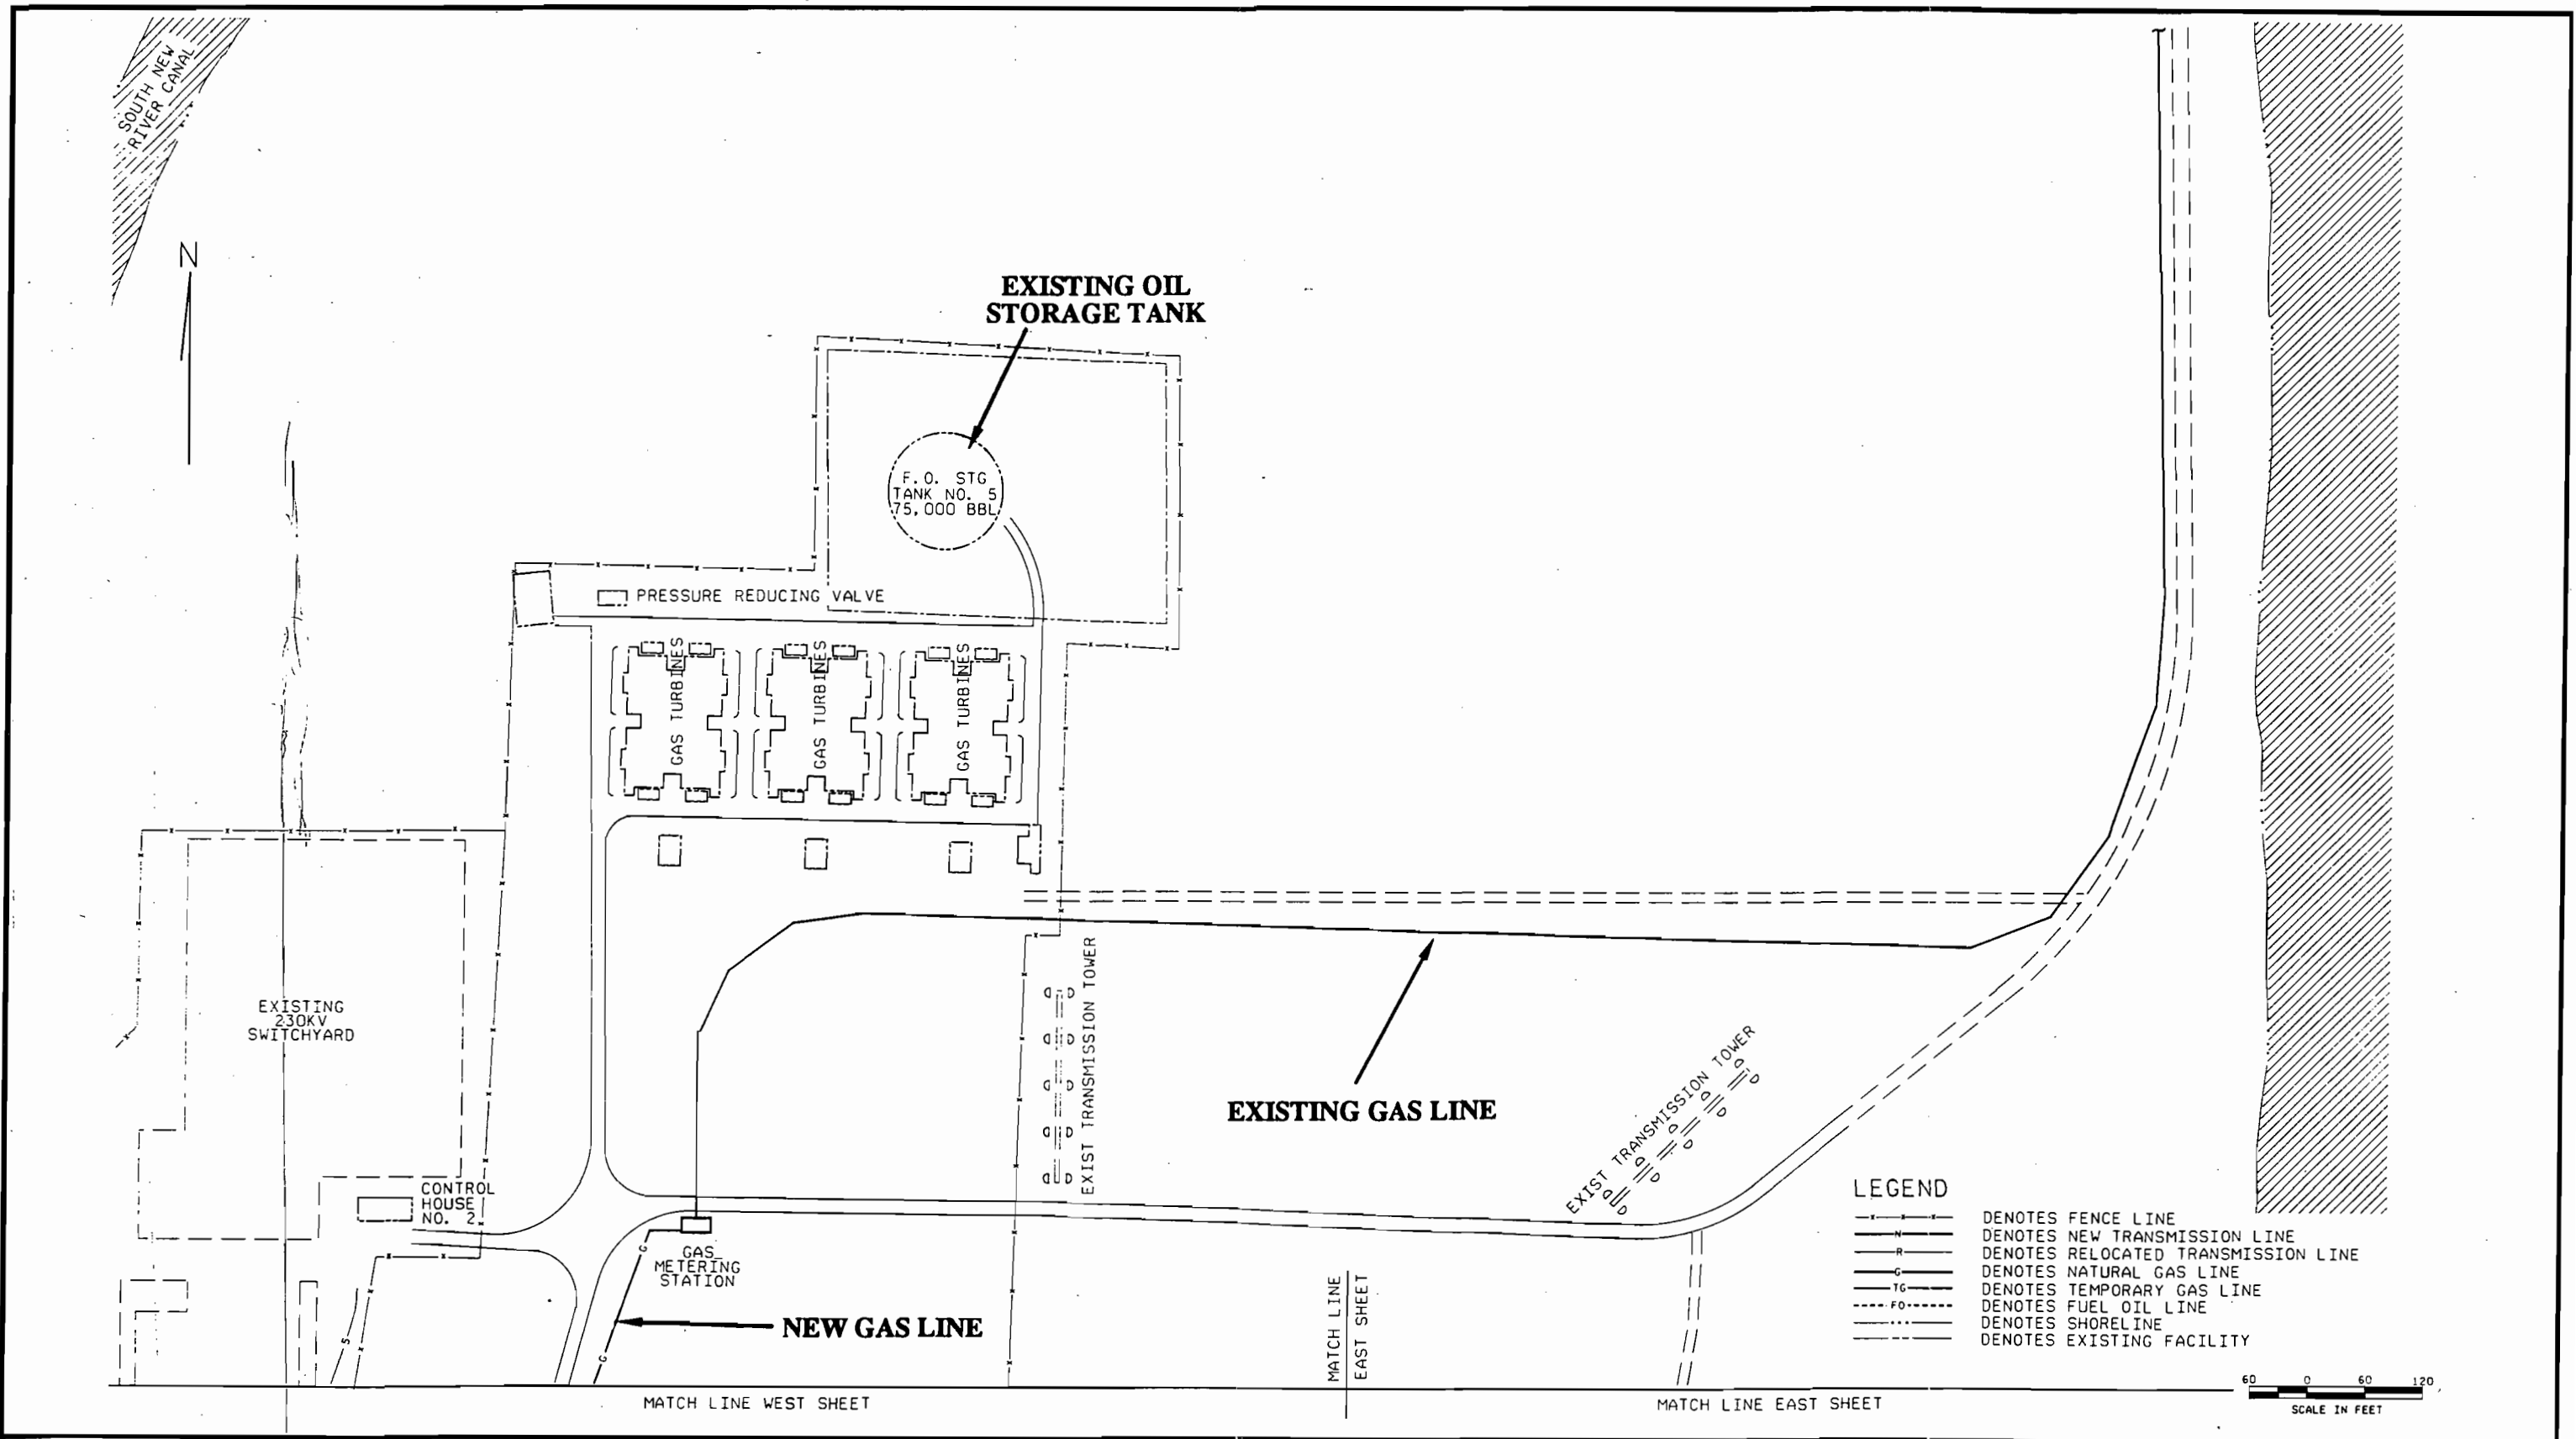 SOUTH NEW
RIVER CANAL
N
EXISTING OIL
STORAGE TANK
F.O. STG
TANK NO. 5
75,000 BBL
PRESSURE REDUCING VALVE
GAS TURBINES
GAS TURBINES
GAS TURBINES
EXISTING
230KV
SWITCHYARD
EXIST TRANSMISSION TOWER
EXISTING GAS LINE
EXIST TRANSMISSION TOWER
CONTROL
HOUSE
NO. 2
G
GAS
METERING
STATION
NEW GAS LINE
G
S
MATCH LINE
EAST SHEET
LEGEND
x x x DENOTES FENCE LINE
N DENOTES NEW TRANSMISSION LINE
R DENOTES RELOCATED TRANSMISSION LINE
G DENOTES NATURAL GAS LINE
TG DENOTES TEMPORARY GAS LINE
FO DENOTES FUEL OIL LINE
DENOTES SHORELINE
DENOTES EXISTING FACILITY
MATCH LINE WEST SHEET
MATCH LINE EAST SHEET
60 0 60 120
SCALE IN FEET